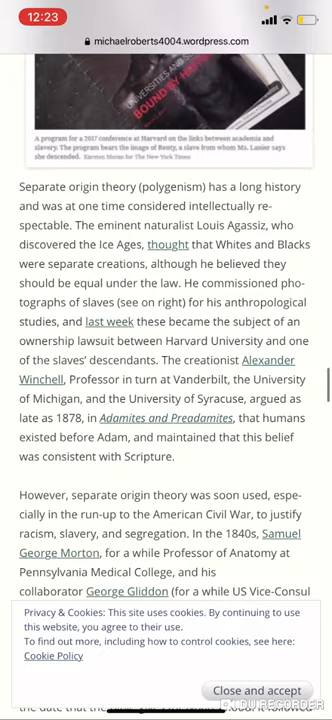 12:23
michaelroberts4004.wordpress.com
UNIVERSITIES AND S
BOUND BY H
A program for a 2017 conference at Harvard on the links between academia and
slavery. The program bears the image of Renty, a slave from whom Ms. Lanier says
she descended. Karsten Moran for The New York Times
Separate origin theory (polygenism) has a long history
and was at one time considered intellectually re-
spectable. The eminent naturalist Louis Agassiz, who
discovered the Ice Ages, thought that Whites and Blacks
were separate creations, although he believed they
should be equal under the law. He commissioned pho-
tographs of slaves (see on right) for his anthropological
studies, and last week these became the subject of an
ownership lawsuit between Harvard University and one
of the slaves' descendants. The creationist Alexander
Winchell, Professor in turn at Vanderbilt, the University
of Michigan, and the University of Syracuse, argued as
late as 1878, in Adamites and Preadamites, that humans
existed before Adam, and maintained that this belief
was consistent with Scripture.
However, separate origin theory was soon used, espe-
cially in the run-up to the American Civil War, to justify
racism, slavery, and segregation. In the 1840s, Samuel
George Morton, for a while Professor of Anatomy at
Pennsylvania Medical College, and his
collaborator George Gliddon (for a while US Vice-Consul
Privacy & Cookies: This site uses cookies. By continuing to use
this website, you agree to their use.
To find out more, including how to control cookies, see here:
Cookie Policy
Close and accept
DU RECORDER
the date that the